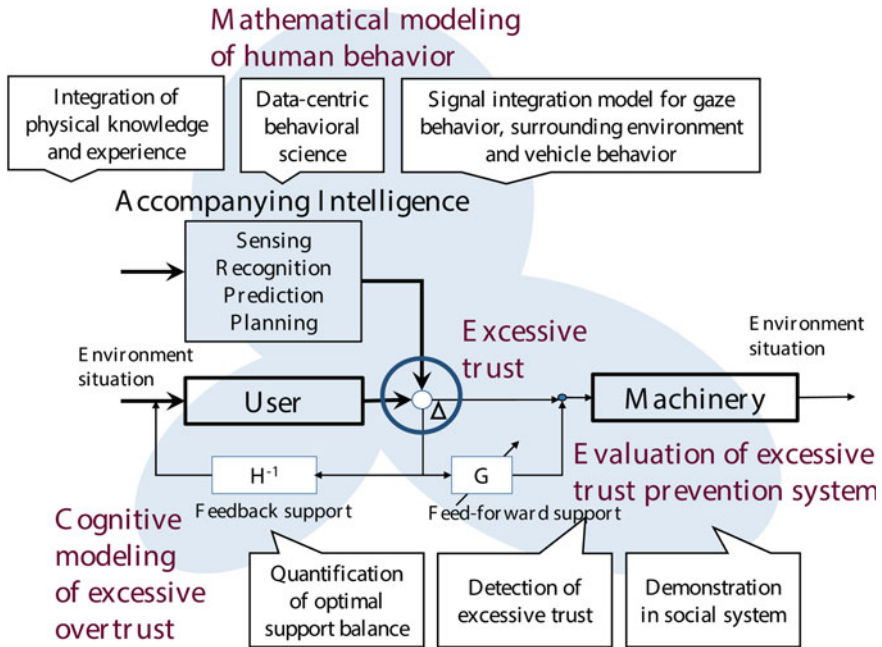 Mathematical modeling
of human behavior
Integration of
physical knowledge
and experience
Data-centric
behavioral
science
Signal integration model for gaze
behavior, surrounding environment
and vehicle behavior
Accompanying Intelligence
Sensing
Recognition
Prediction
Planning
Excessive
trust
Environment
situation
Environment
situation
User
Δ
Machinery
H⁻¹
G
Feedback support
Feed-forward support
Evaluation of excessive
trust prevention system
Cognitive
modeling
of excessive
overtrust
Quantification
of optimal
support balance
Detection of
excessive trust
Demonstration
in social system